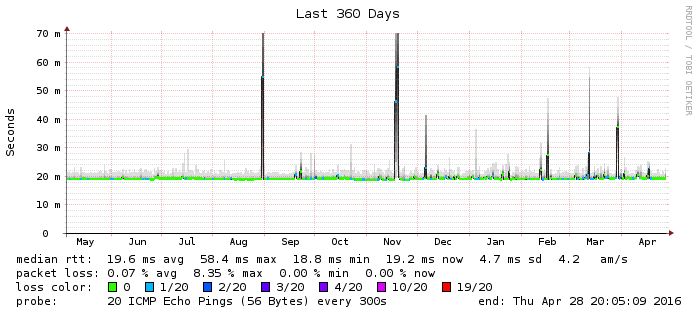 Last 360 Days
RRDTOOL / TOBI OETIKER
Seconds
70 m
60 m
50 m
40 m
30 m
20 m
10 m
0
May Jun Jul Aug Sep Oct Nov Dec Jan Feb Mar Apr
median rtt: 19.6 ms avg 58.4 ms max 18.8 ms min 19.2 ms now 4.7 ms sd 4.2 am/s
packet loss: 0.07 % avg 8.35 % max 0.00 % min 0.00 % now
loss color: 0 1/20 2/20 3/20 4/20 10/20 19/20
probe: 20 ICMP Echo Pings (56 Bytes) every 300s end: Thu Apr 28 20:05:09 2016